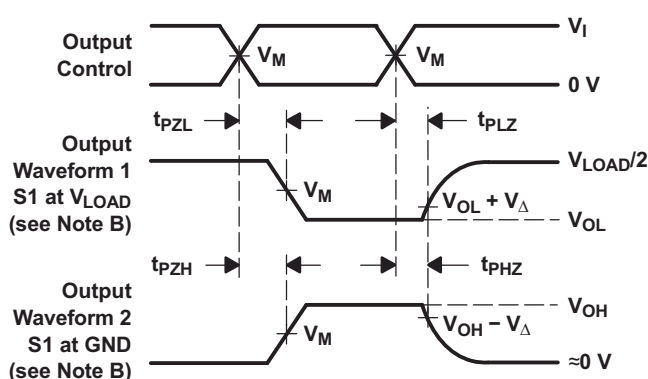 Output
Control
V_M
V_M
V_I
0 V
t_PZL
t_PLZ
Output
Waveform 1
S1 at V_LOAD
(see Note B)
V_M
V_LOAD/2
V_OL + V_Δ
V_OL
t_PZH
t_PHZ
Output
Waveform 2
S1 at GND
(see Note B)
V_M
V_OH
V_OH − V_Δ
≈0 V